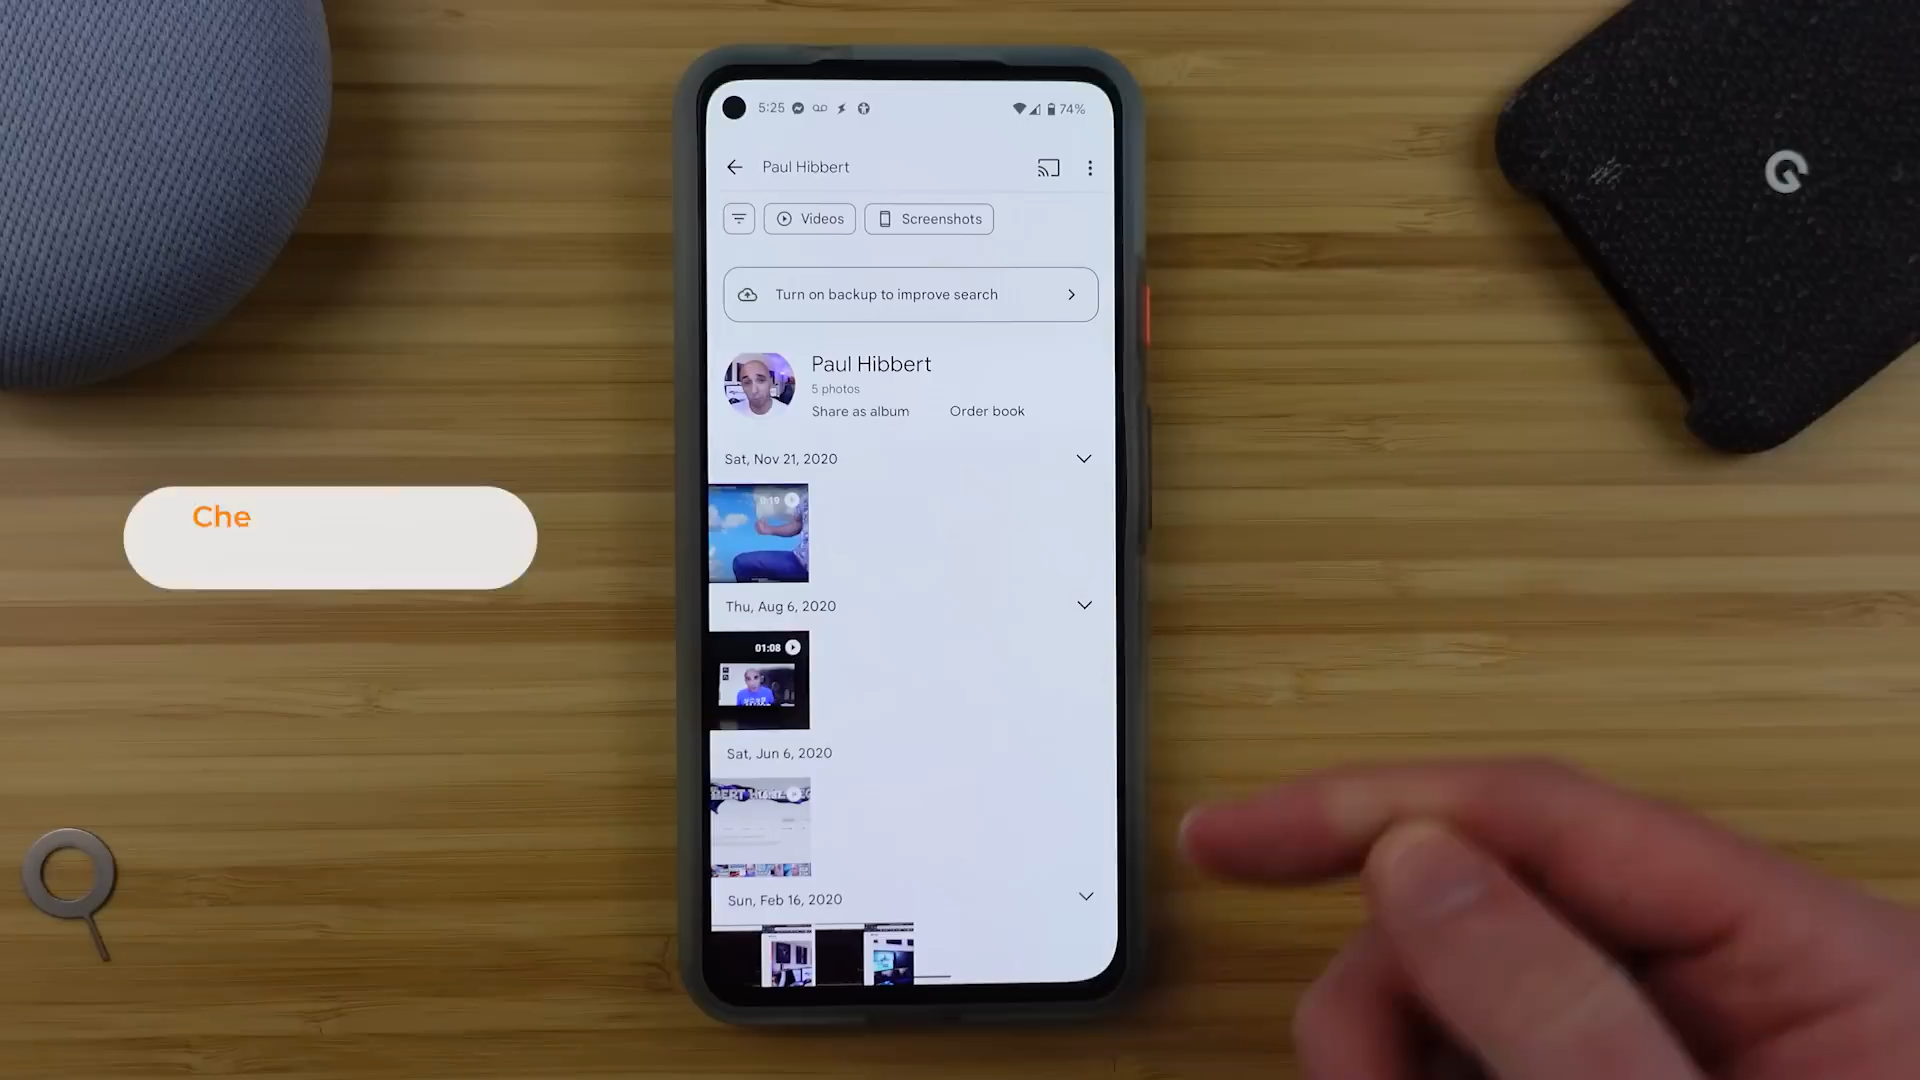 5:25
74%
Paul Hibbert
Videos
Screenshots
Turn on backup to improve search
Paul Hibbert
5 photos
Share as album
Order book
Sat, Nov 21, 2020
0:19
Che
Thu, Aug 6, 2020
01:08
Sat, Jun 6, 2020
Sun, Feb 16, 2020